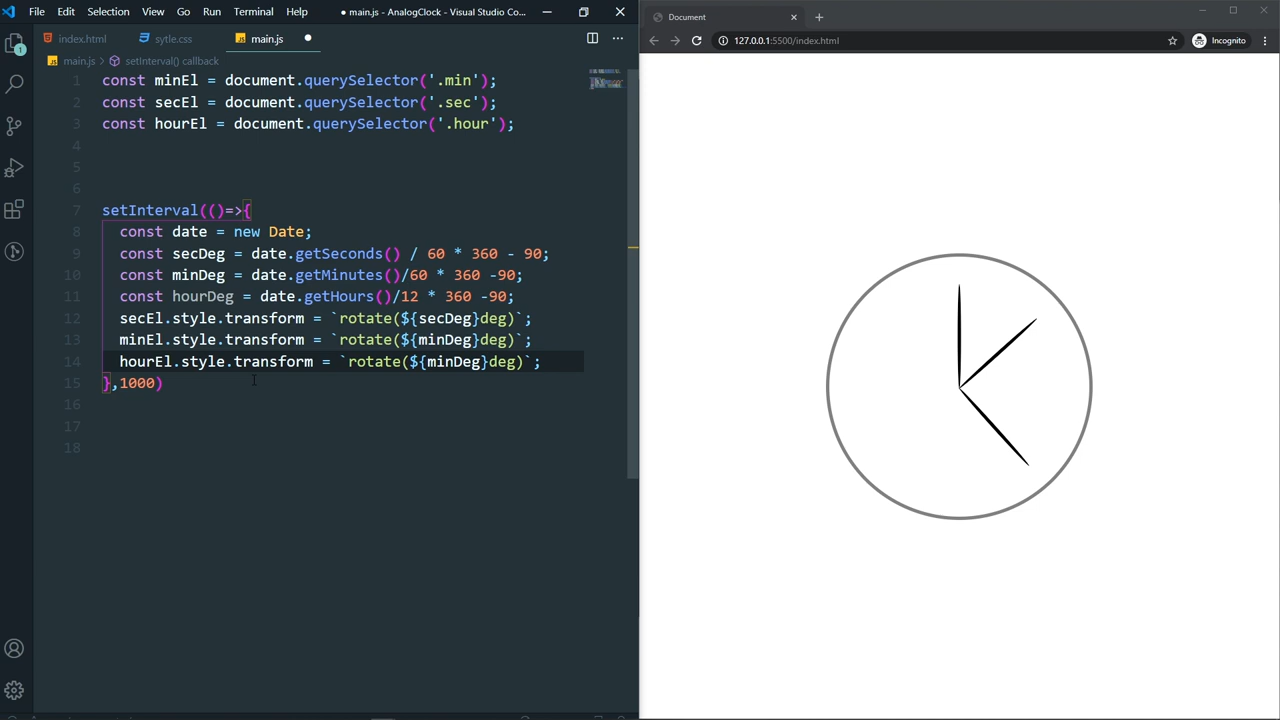 File Edit Selection View Go Run Terminal Help ● main.js - AnalogClock - Visual Studio Co...
index.html sytle.css JS main.js
JS main.js > setInterval() callback
1 const minEl = document.querySelector('.min');
2 const secEl = document.querySelector('.sec');
3 const hourEl = document.querySelector('.hour');
4
5
6
7 setInterval(()=>{
8 const date = new Date;
9 const secDeg = date.getSeconds() / 60 * 360 - 90;
10 const minDeg = date.getMinutes()/60 * 360 -90;
11 const hourDeg = date.getHours()/12 * 360 -90;
12 secEl.style.transform = `rotate(${secDeg}deg)`;
13 minEl.style.transform = `rotate(${minDeg}deg)`;
14 hourEl.style.transform = `rotate(${minDeg}deg)`;
15 },1000)
16
17
18
1
Document
127.0.0.1:5500/index.html
Incognito